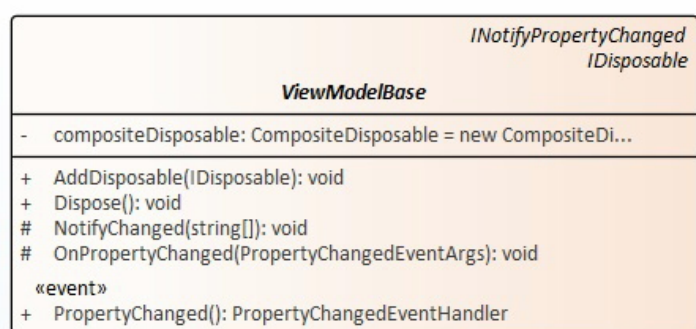 INotifyPropertyChanged
IDisposable
ViewModelBase
- compositeDisposable: CompositeDisposable = new CompositeDi...
+ AddDisposable(IDisposable): void
+ Dispose(): void
# NotifyChanged(string[]): void
# OnPropertyChanged(PropertyChangedEventArgs): void
«event»
+ PropertyChanged(): PropertyChangedEventHandler